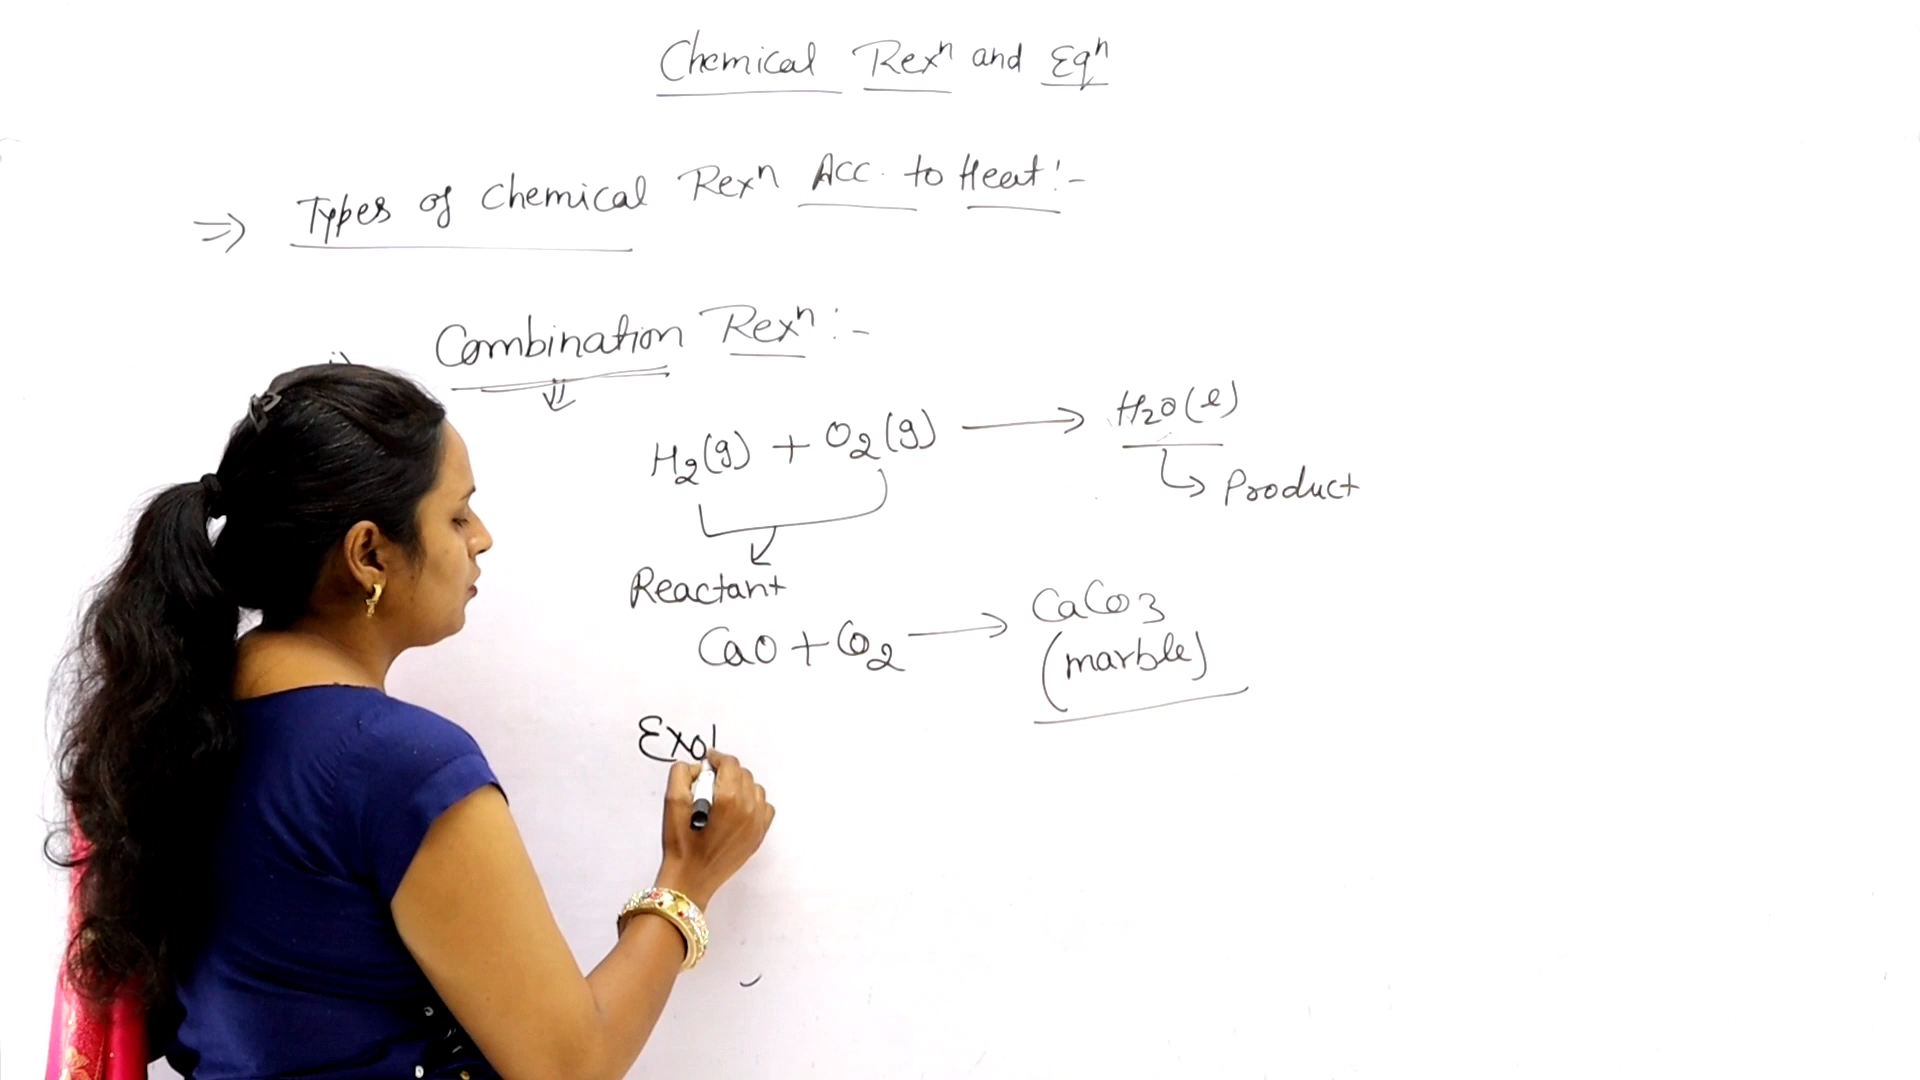 Chemical Rexⁿ and Eqⁿ
⇒ Types of Chemical Rexⁿ Acc. to Heat:-
Combination Rexⁿ:-
H₂(g) + O₂(g) → H₂O(l)
Product
Reactant
CaO + CO₂ → CaCO₃
(marble)
Exo